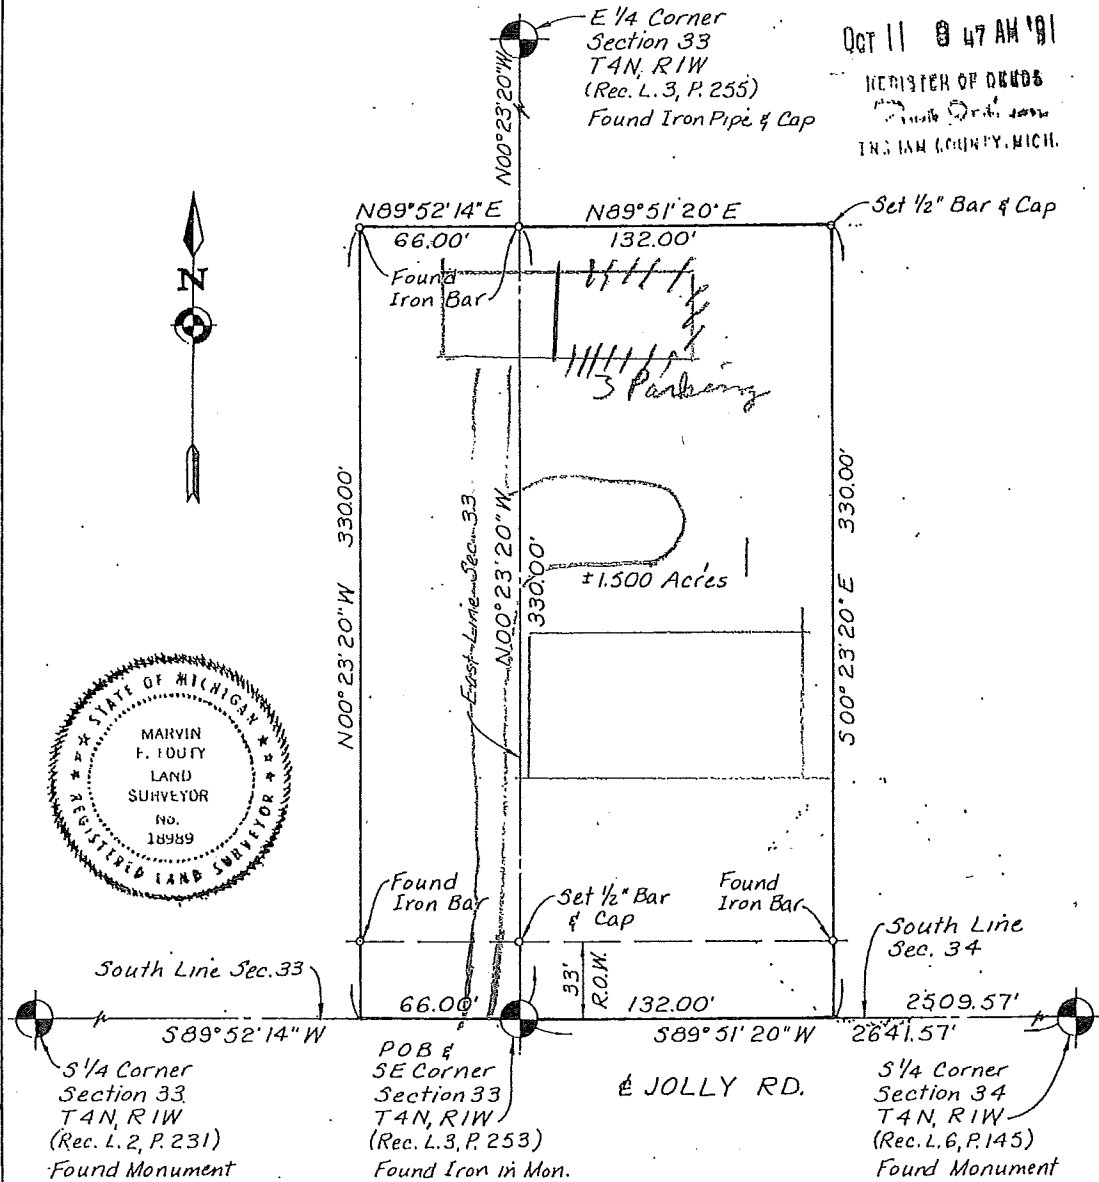 E 1/4 Corner
Section 33
T4N, R1W
(Rec. L. 3, P. 255)
Found Iron Pipe & Cap
OCT 11 8 47 AM '91
REGISTER OF DEEDS
INGHAM COUNTY, MICH.
N00°23'20"W
N89°52'14"E
66.00'
N89°51'20"E
132.00'
Set 1/2" Bar & Cap
N
Found
Iron Bar
3 Parking
N00°23'20"W 330.00'
East Line Sec. 33
N00°23'20"W
330.00'
±1.500 Acres
S00°23'20"E 330.00'
STATE OF MICHIGAN
MARVIN
LAND
SURVEYOR
NO.
18989
REGISTERED LAND SURVEYOR
Found
Iron Bar
Set 1/2" Bar
& Cap
Found
Iron Bar
South Line
Sec. 34
South Line Sec. 33
33'
R.O.W.
66.00'
132.00'
2509.57'
S89°52'14"W
S89°51'20"W
2641.57'
S 1/4 Corner
Section 33
T4N, R1W
(Rec. L. 2, P. 231)
Found Monument
POB &
SE Corner
Section 33
T4N, R1W
(Rec. L. 3, P. 253)
Found Iron in Mon.
℄ JOLLY RD.
S 1/4 Corner
Section 34
T4N, R1W
(Rec. L. 6, P. 145)
Found Monument